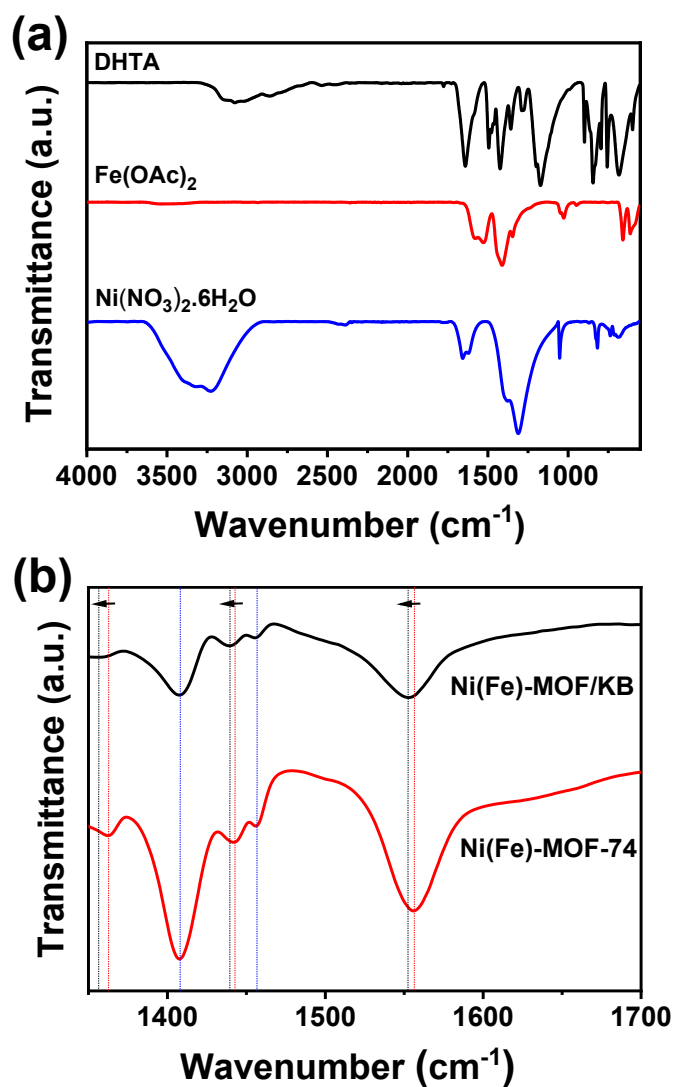 (a)
DHTA
Fe(OAc)₂
Ni(NO₃)₂.6H₂O
Transmittance (a.u.)
4000 3500 3000 2500 2000 1500 1000
Wavenumber (cm⁻¹)
(b)
Ni(Fe)-MOF/KB
Ni(Fe)-MOF-74
Transmittance (a.u.)
1400 1500 1600 1700
Wavenumber (cm⁻¹)